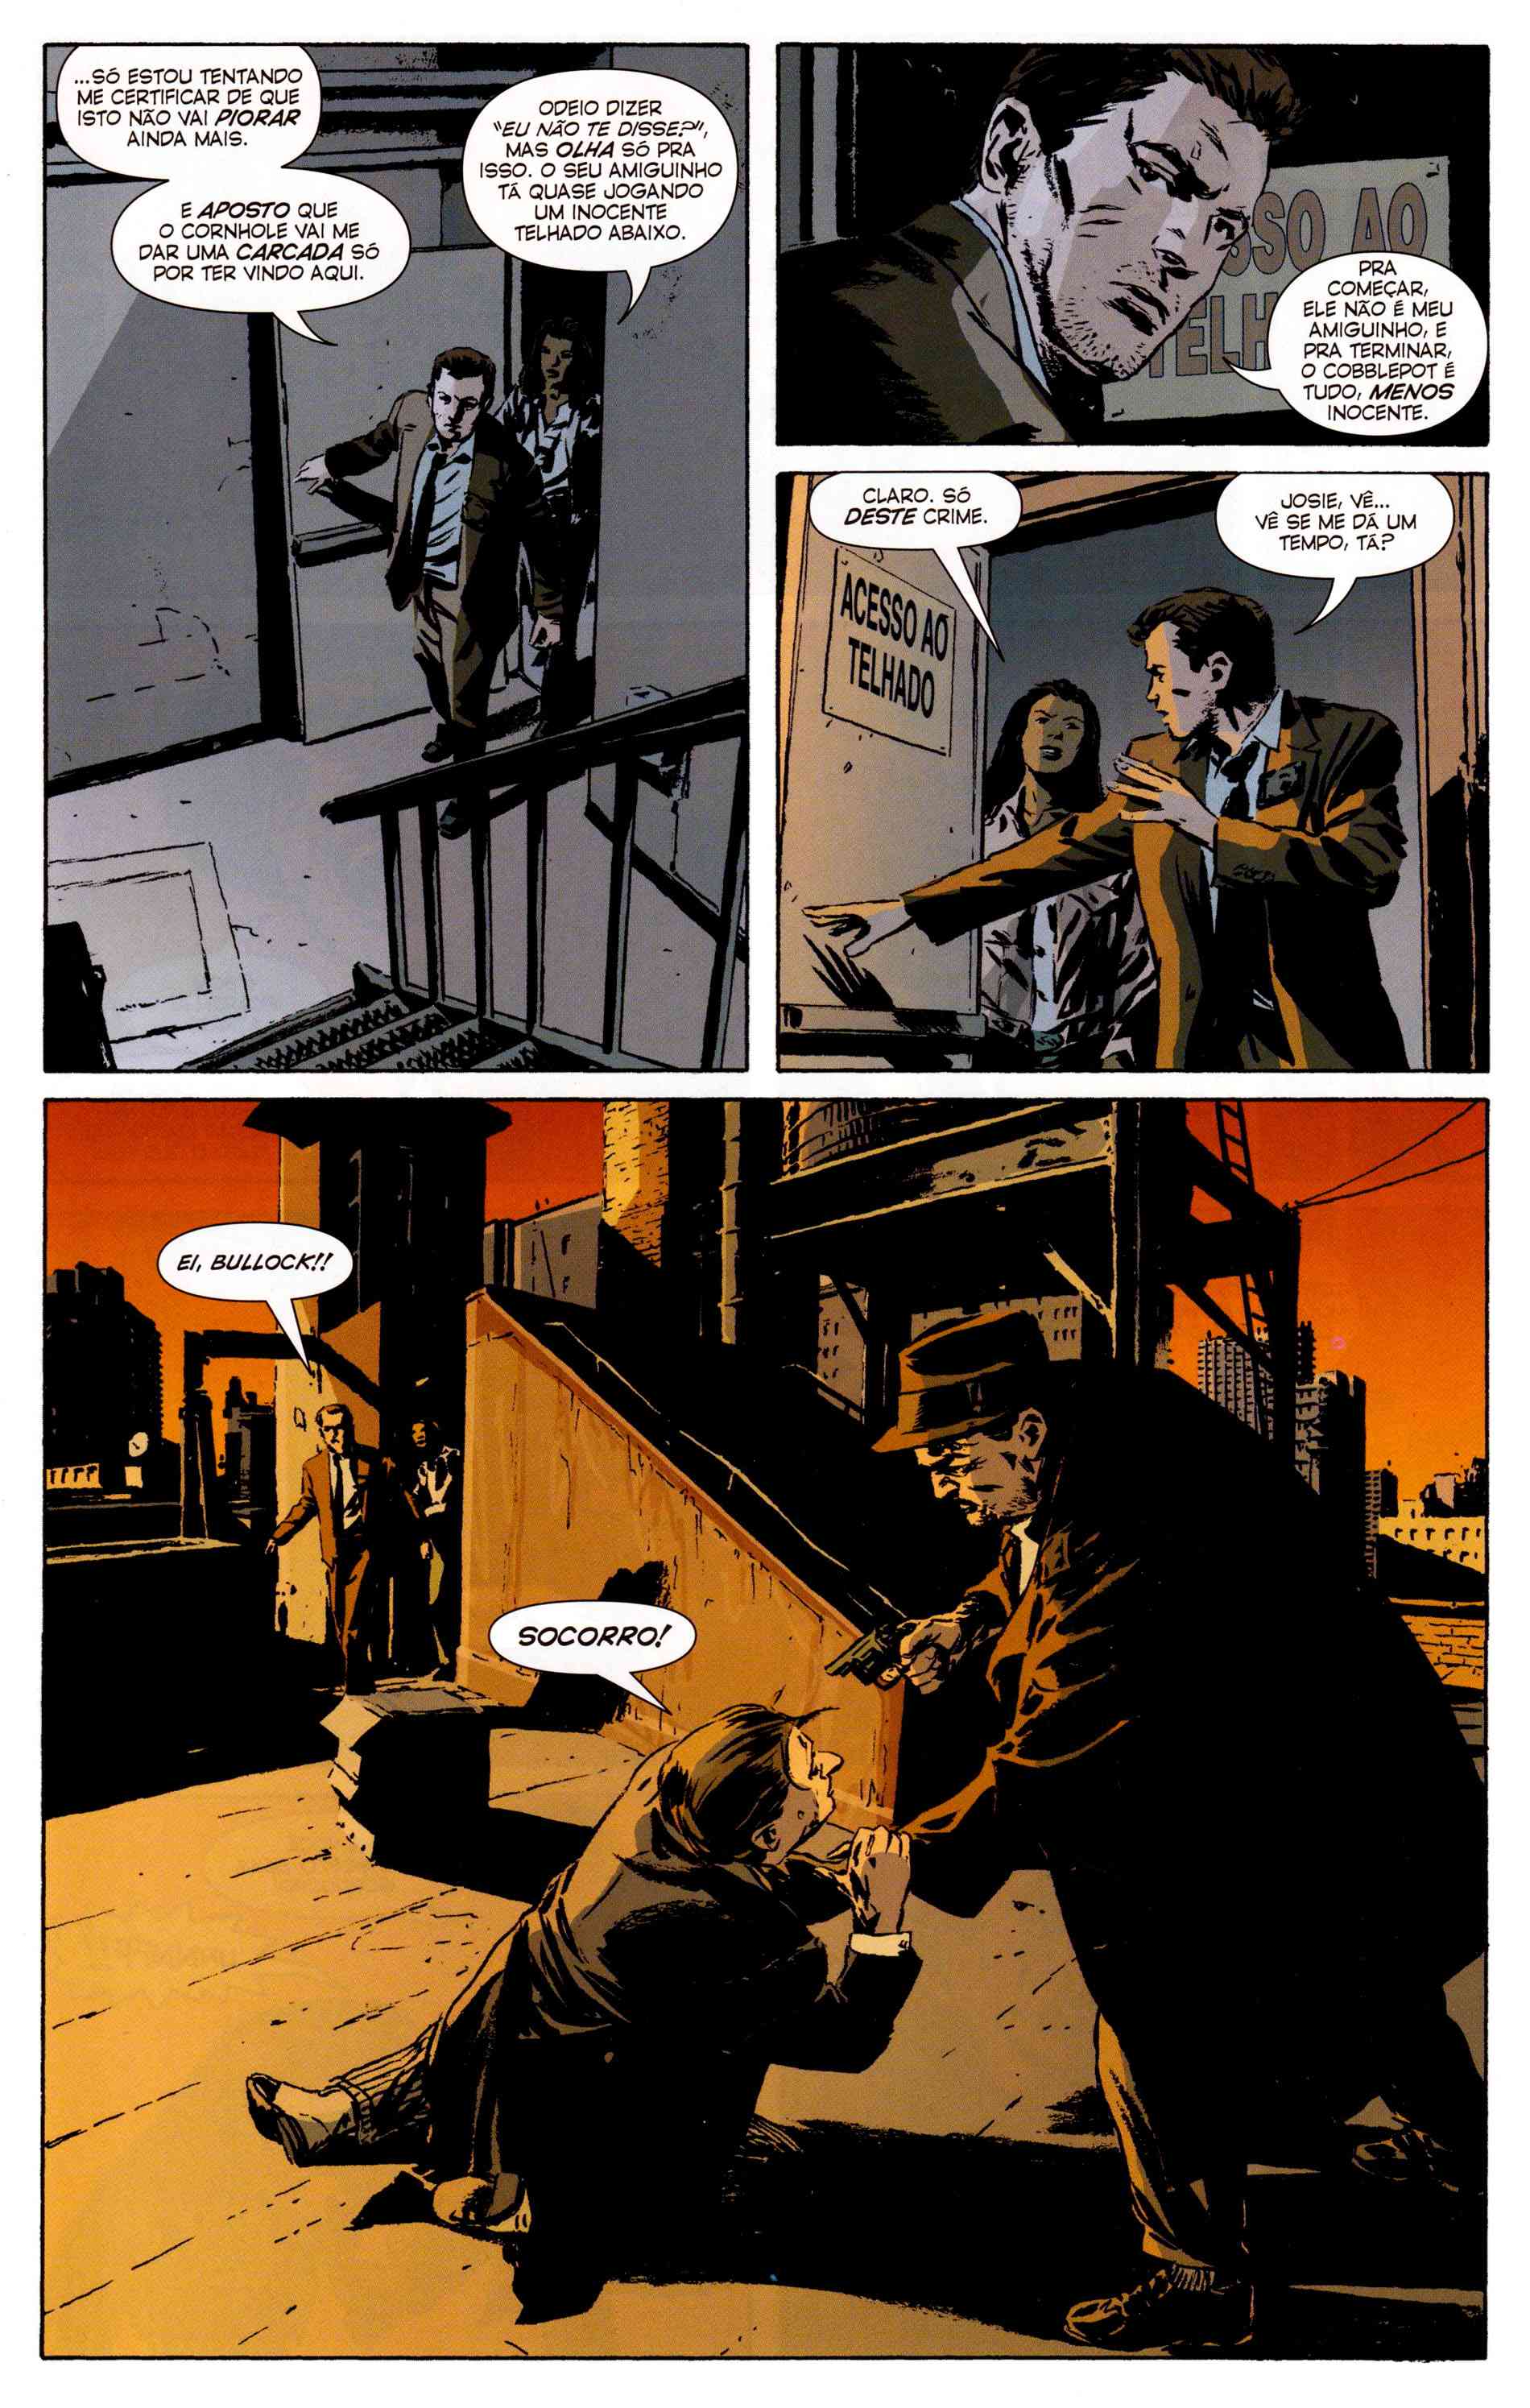 ...SÓ ESTOU TENTANDO
ME CERTIFICAR DE QUE
ISTO NÃO VAI PIORAR
AINDA MAIS.
E APOSTO QUE
O CORNHOLE VAI ME
DAR UMA CARCADA SÓ
POR TER VINDO AQUI.
ODEIO DIZER
"EU NÃO TE DISSE?",
MAS OLHA SÓ PRA
ISSO. O SEU AMIGUINHO
TÁ QUASE JOGANDO
UM INOCENTE
TELHADO ABAIXO.
SSO AO
TELH
PRA
COMEÇAR,
ELE NÃO É MEU
AMIGUINHO, E
PRA TERMINAR,
O COBBLEPOT É
TUDO, MENOS
INOCENTE.
CLARO. SÓ
DESTE CRIME.
JOSIE, VÊ...
VÊ SE ME DÁ UM
TEMPO, TÁ?
ACESSO AO
TELHADO
EI, BULLOCK!!
SOCORRO!